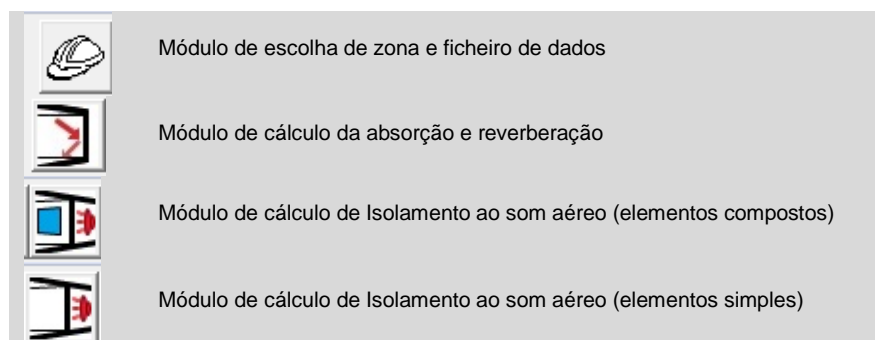 Módulo de escolha de zona e ficheiro de dados
Módulo de cálculo da absorção e reverberação
Módulo de cálculo de Isolamento ao som aéreo (elementos compostos)
Módulo de cálculo de Isolamento ao som aéreo (elementos simples)